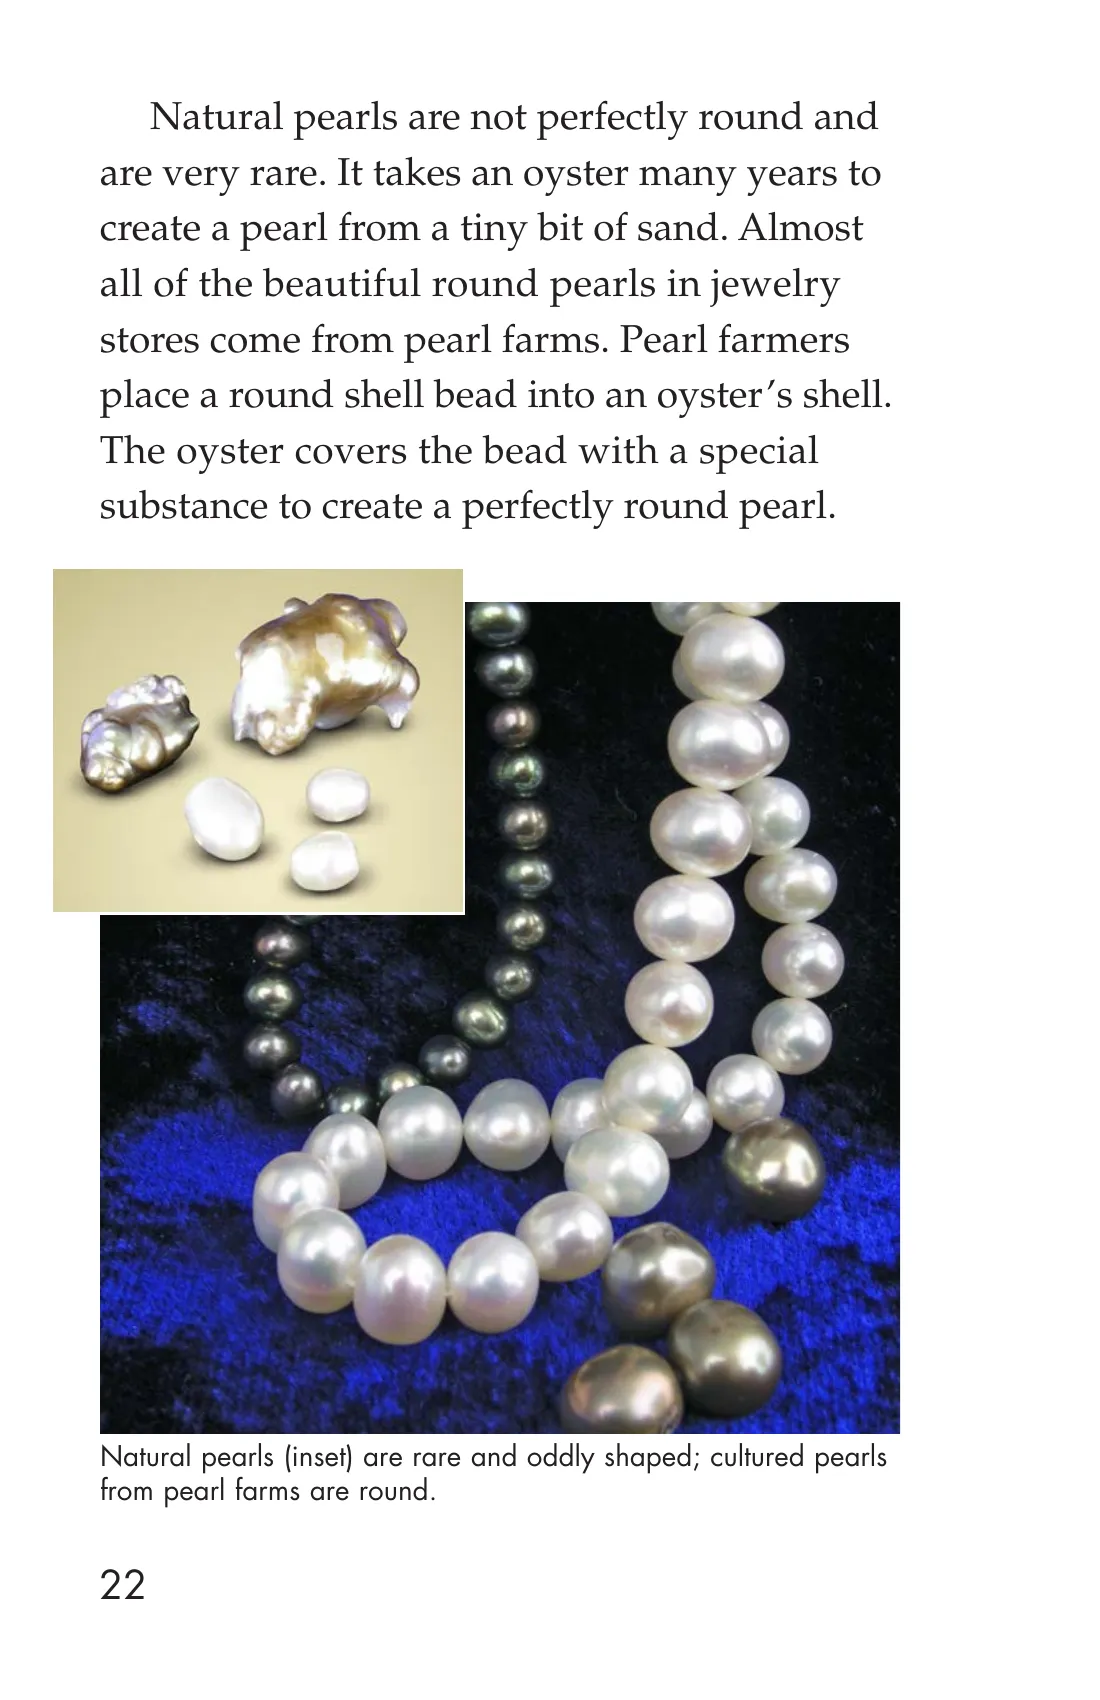 Natural pearls are not perfectly round and
are very rare. It takes an oyster many years to
create a pearl from a tiny bit of sand. Almost
all of the beautiful round pearls in jewelry
stores come from pearl farms. Pearl farmers
place a round shell bead into an oyster’s shell.
The oyster covers the bead with a special
substance to create a perfectly round pearl.
Natural pearls (inset) are rare and oddly shaped; cultured pearls
from pearl farms are round.
22